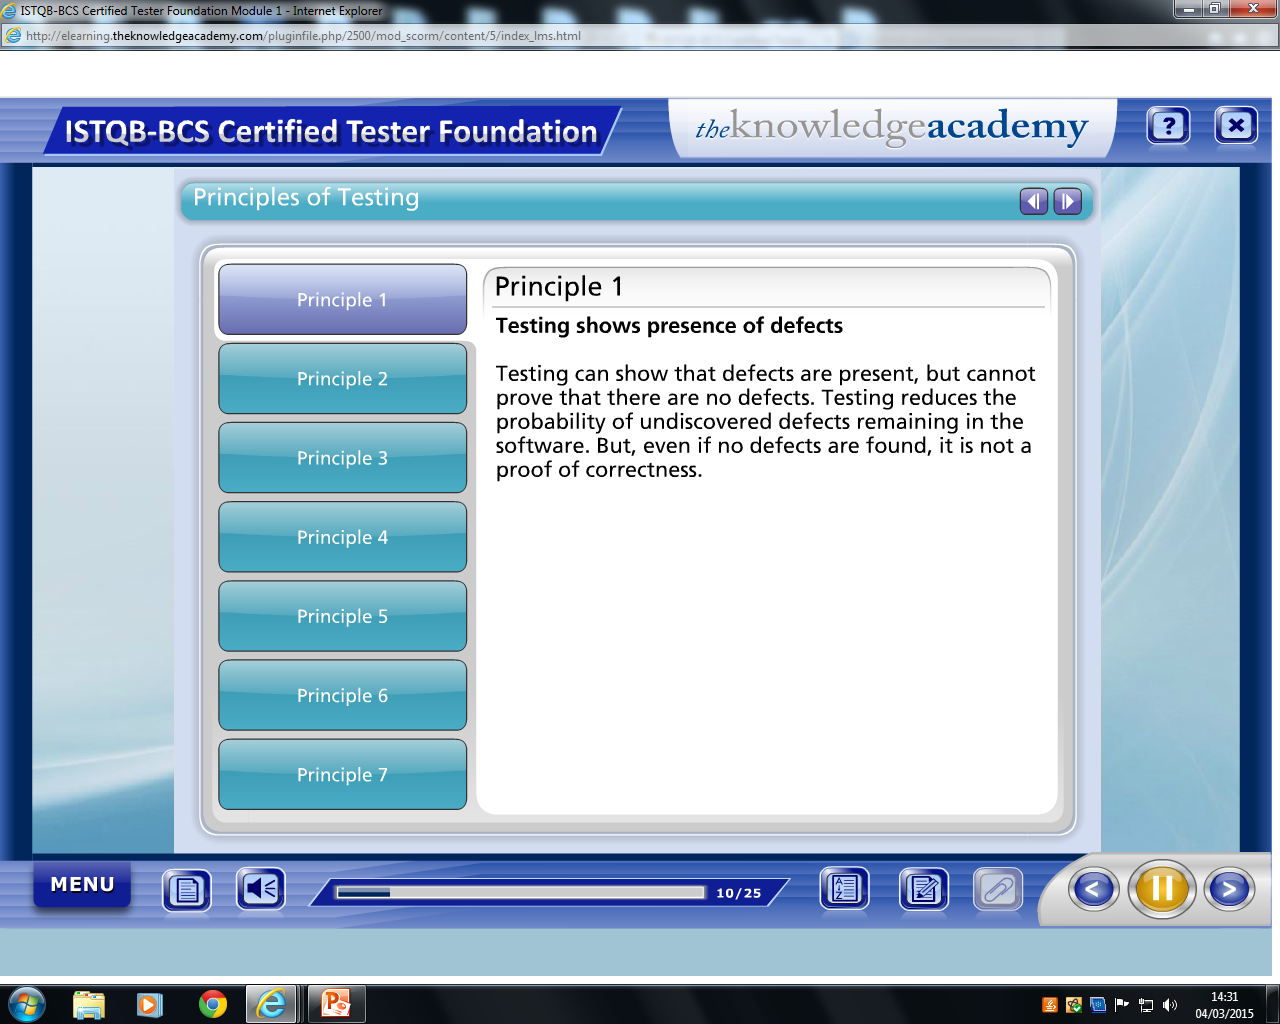 ISTQB-BCS Certified Tester Foundation Module 1 - Internet Explorer
http://elearning.theknowledgeacademy.com/pluginfile.php/2500/mod_scorm/content/5/index_lms.html
ISTQB-BCS Certified Tester Foundation
theknowledgeacademy
?
Principles of Testing
Principle 1
Principle 2
Principle 3
Principle 4
Principle 5
Principle 6
Principle 7
Principle 1
Testing shows presence of defects
Testing can show that defects are present, but cannot
prove that there are no defects. Testing reduces the
probability of undiscovered defects remaining in the
software. But, even if no defects are found, it is not a
proof of correctness.
MENU
10/25
14:31
04/03/2015